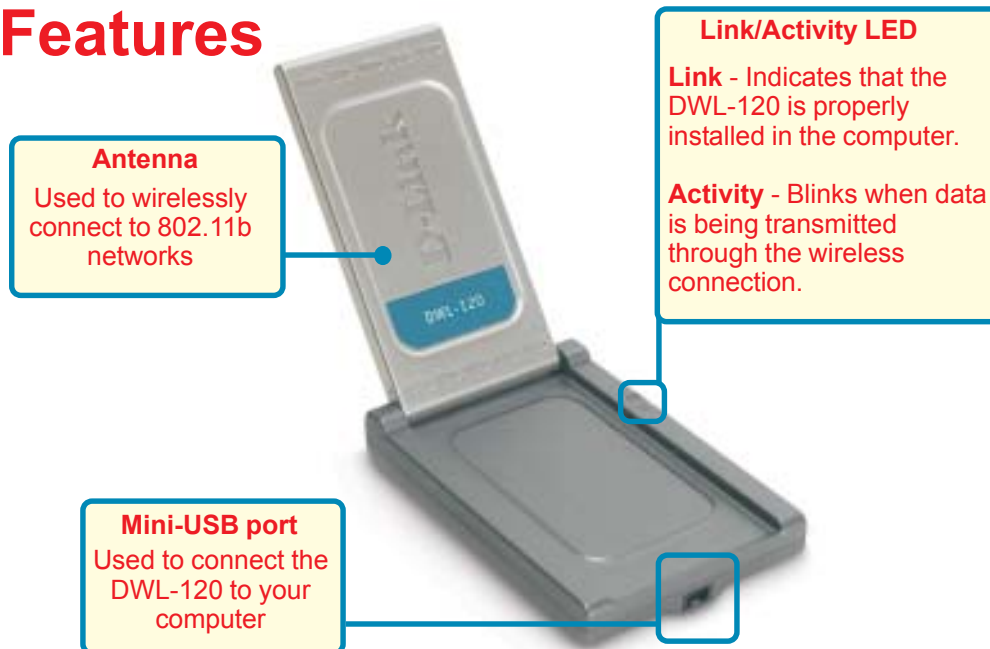 Features
Antenna
Used to wirelessly
connect to 802.11b
networks
Link/Activity LED
Link - Indicates that the
DWL-120 is properly
installed in the computer.
Activity - Blinks when data
is being transmitted
through the wireless
connection.
D-Link
DWL-120
Mini-USB port
Used to connect the
DWL-120 to your
computer